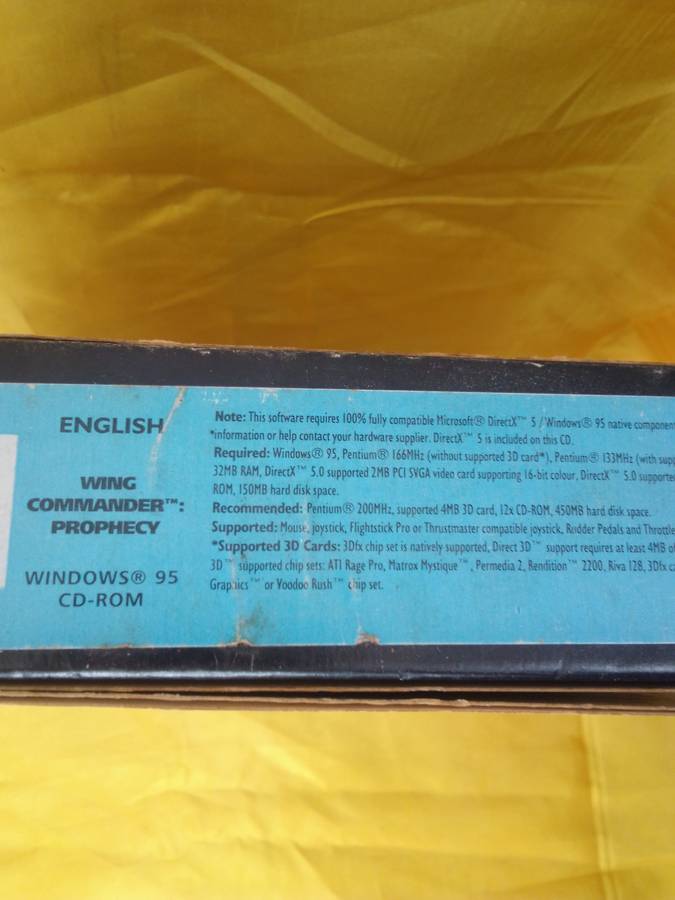 ENGLISH
WING
COMMANDER™:
PROPHECY
WINDOWS® 95
CD-ROM
Note: This software requires 100% fully compatible Microsoft® DirectX™ 5 / Windows® 95 native componen
*information or help contact your hardware supplier. DirectX™ 5 is included on this CD.
Required: Windows® 95, Pentium® 166MHz (without supported 3D card*), Pentium® 133MHz (with supp
32MB RAM, DirectX™ 5.0 supported 2MB PCI SVGA video card supporting 16-bit colour, DirectX™ 5.0 supporte
ROM, 150MB hard disk space.
Recommended: Pentium® 200MHz, supported 4MB 3D card, 12x CD-ROM, 450MB hard disk space.
Supported: Mouse, joystick, Flightstick Pro or Thrustmaster compatible joystick, Rudder Pedals and Throttle
*Supported 3D Cards: 3Dfx chip set is natively supported, Direct 3D™ support requires at least 4MB of
3D™ supported chip sets: ATI Rage Pro, Matrox Mystique™, Permedia 2, Rendition™ 2200, Riva 128, 3Dfx c
Graphics™ or Voodoo Rush™ chip set.